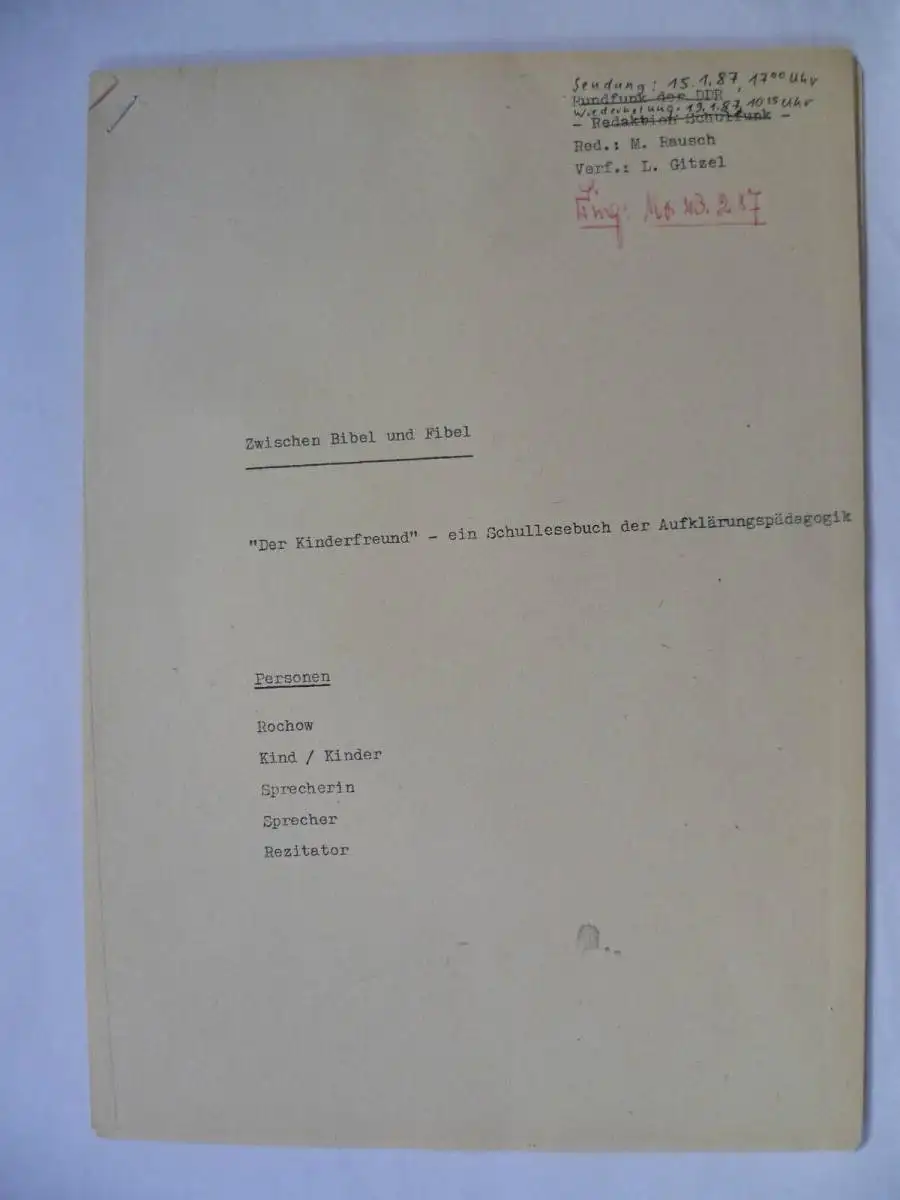 Sendung: 15.1.87, 17⁰⁰ Uhr
Rundfunk der DDR
Wiederholung: 19.1.87, 10¹⁵ Uhr
- Redaktion Schulfunk -
Red.: M. Rausch
Verf.: L. Gitzel
Zwischen Bibel und Fibel
"Der Kinderfreund" - ein Schullesebuch der Aufklärungspädagogik
Personen
Rochow
Kind / Kinder
Sprecherin
Sprecher
Rezitator